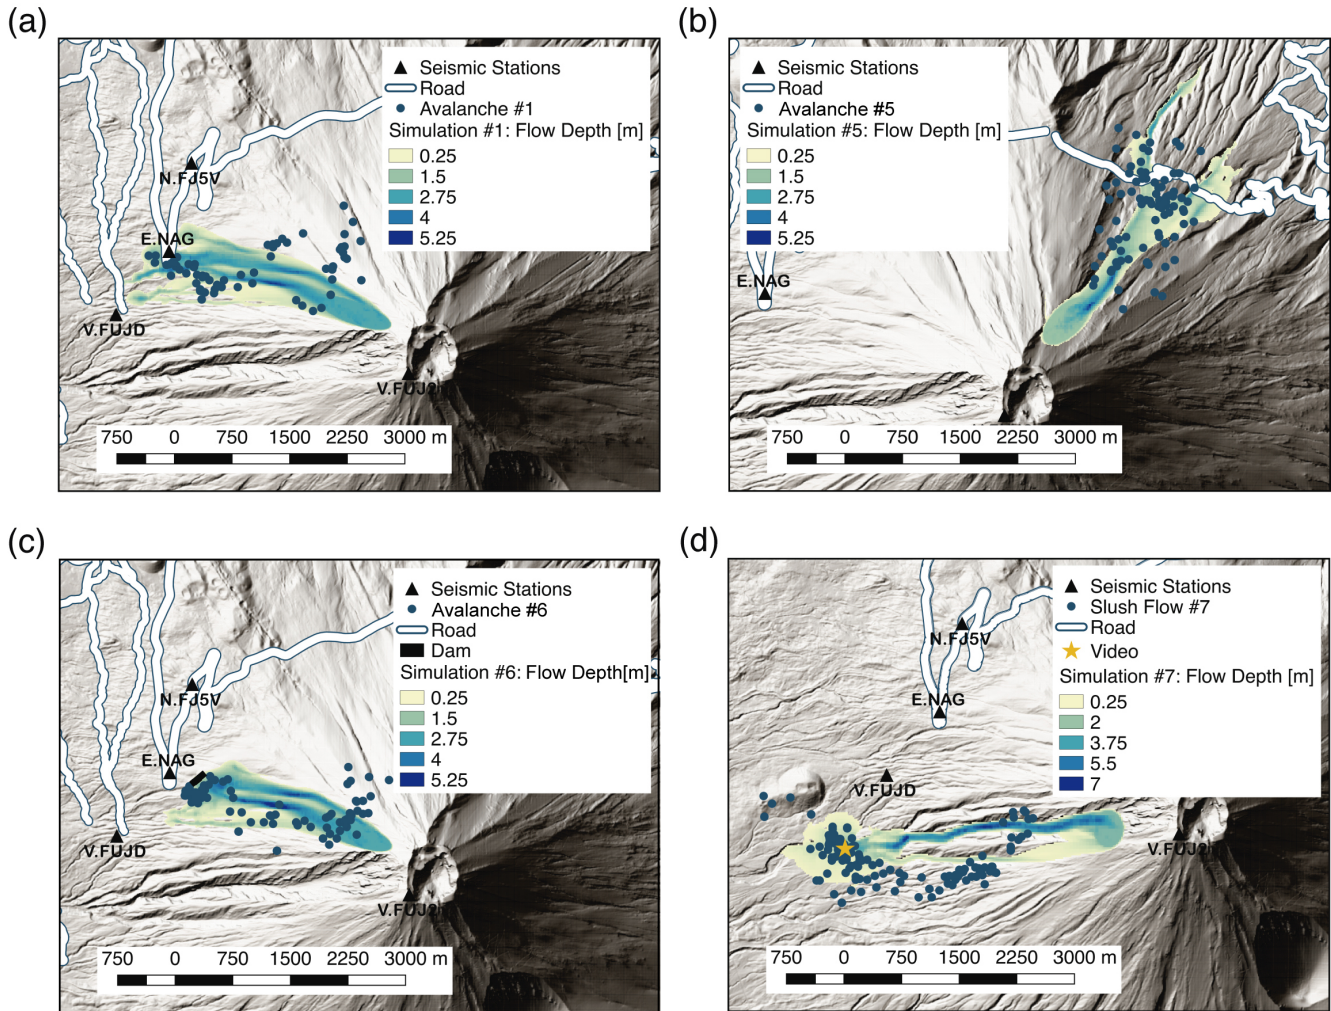 (a)
Seismic Stations
Road
Avalanche #1
Simulation #1: Flow Depth [m]
0.25
1.5
2.75
4
5.25
N.FJ5V
E.NAG
V.FUJD
V.FUJ2
750 0 750 1500 2250 3000 m
(b)
Seismic Stations
Road
Avalanche #5
Simulation #5: Flow Depth [m]
0.25
1.5
2.75
4
5.25
E.NAG
750 0 750 1500 2250 3000 m
(c)
Seismic Stations
Avalanche #6
Road
Dam
Simulation #6: Flow Depth[m]
0.25
1.5
2.75
4
5.25
N.FJ5V
E.NAG
V.FUJD
V.FUJ2
750 0 750 1500 2250 3000 m
(d)
Seismic Stations
Slush Flow #7
Road
Video
Simulation #7: Flow Depth [m]
0.25
2
3.75
5.5
7
N.FJ5V
E.NAG
V.FUJD
V.FUJ2
750 0 750 1500 2250 3000 m